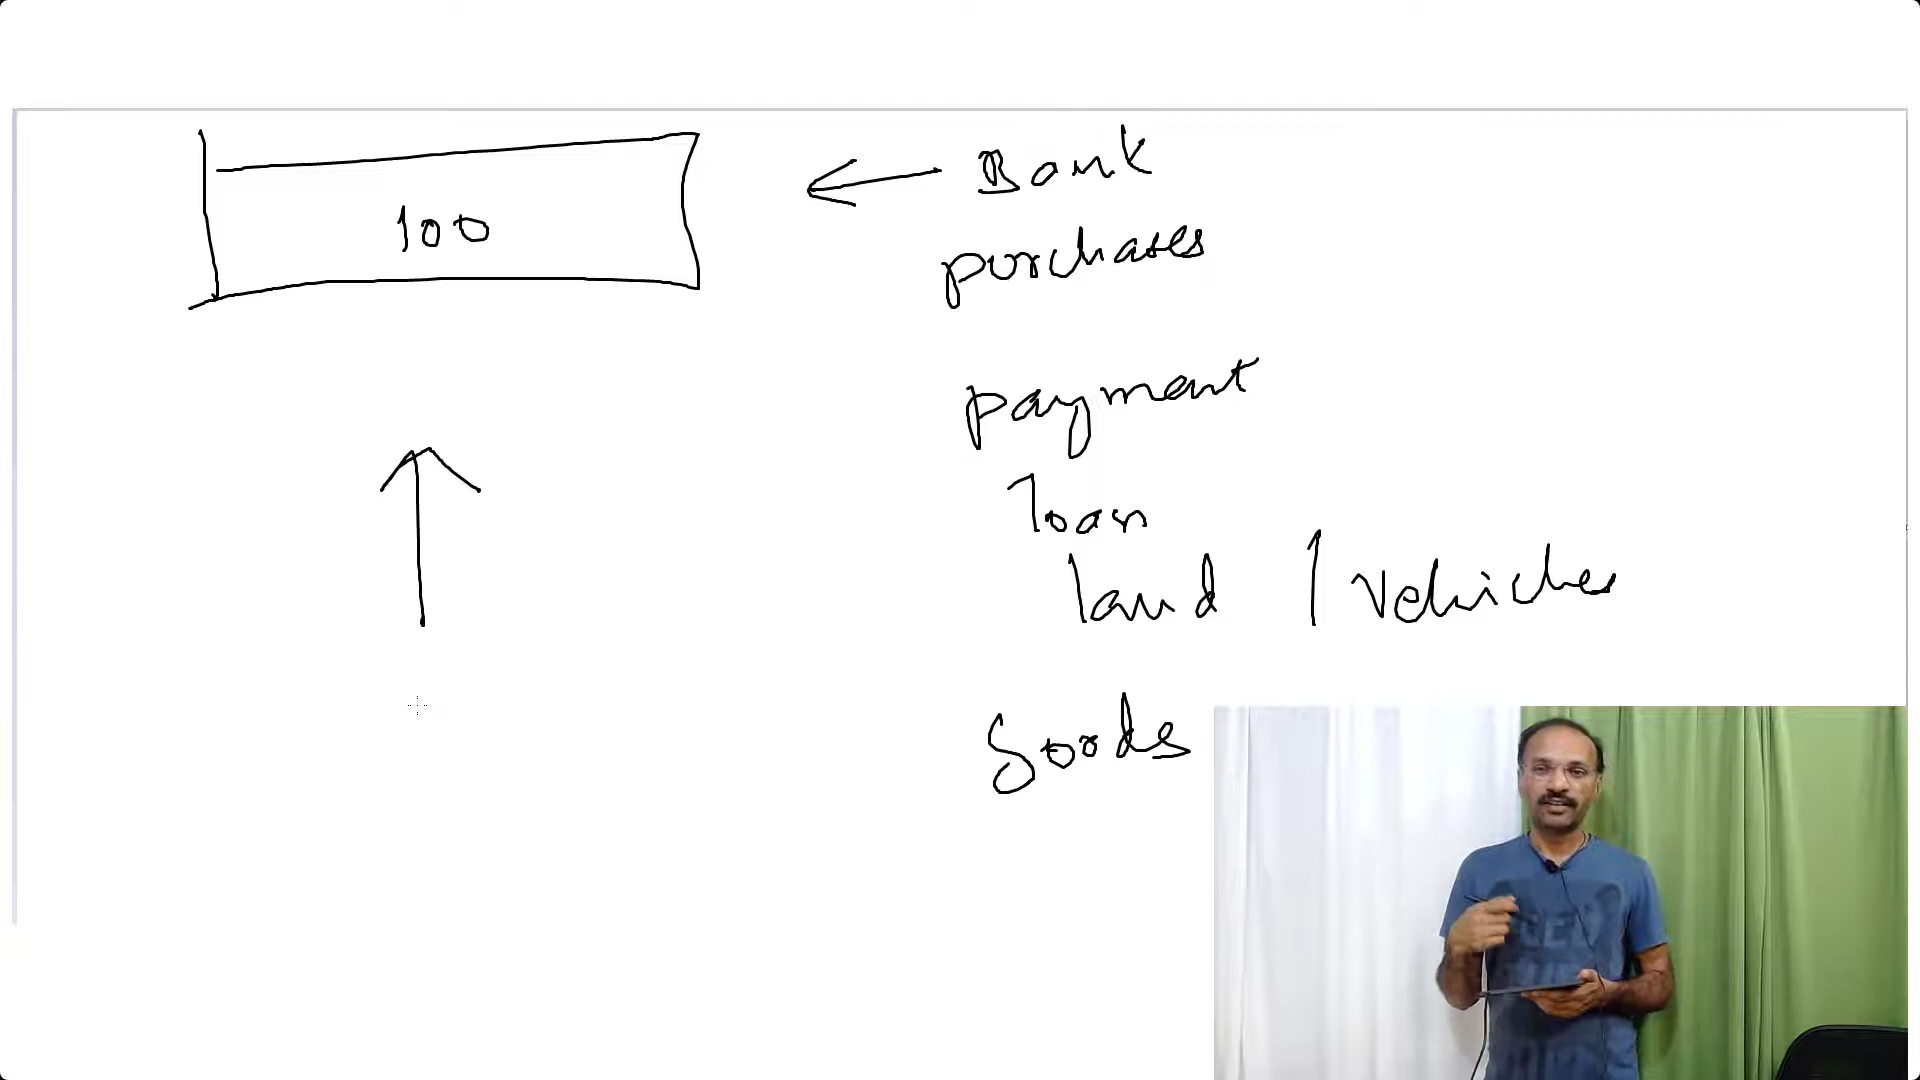 100
Bank
purchases
payment
loan
land / vehicles
Goods